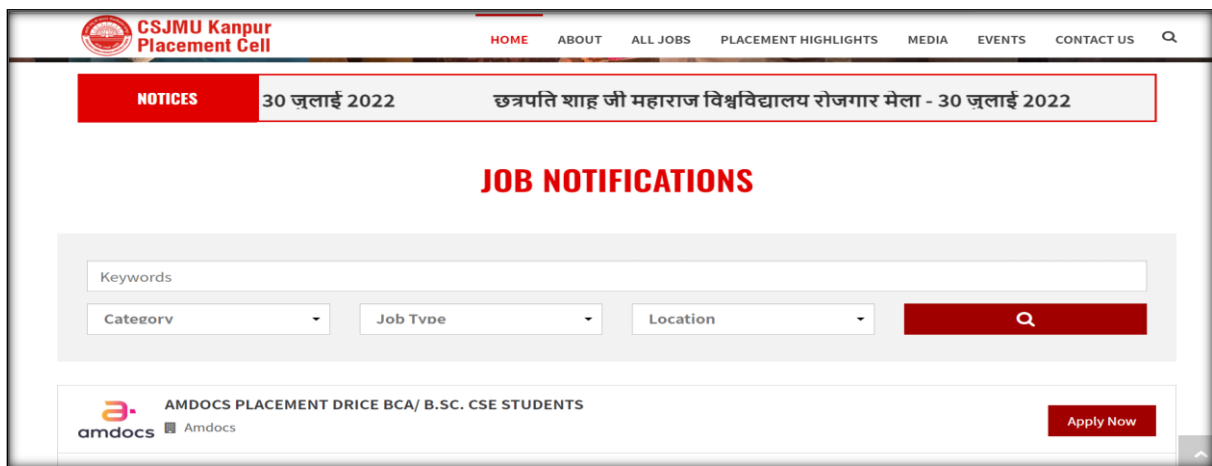 CSJMU Kanpur
Placement Cell
HOME ABOUT ALL JOBS PLACEMENT HIGHLIGHTS MEDIA EVENTS CONTACT US
NOTICES 30 जुलाई 2022 छत्रपति शाहू जी महाराज विश्वविद्यालय रोजगार मेला - 30 जुलाई 2022
JOB NOTIFICATIONS
Keywords
Category Job Type Location
AMDOCS PLACEMENT DRICE BCA/ B.SC. CSE STUDENTS
amdocs Amdocs
Apply Now